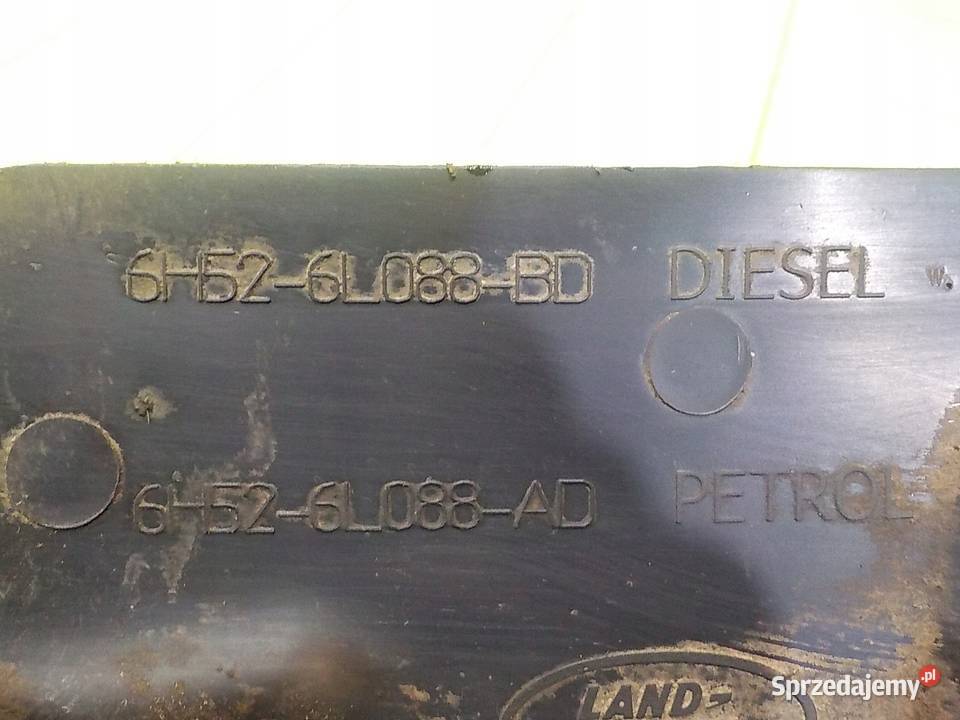 6H52-6L088-BD DIESEL
6H52-6L088-AD PETROL
LAND-
Sprzedajemy.pl